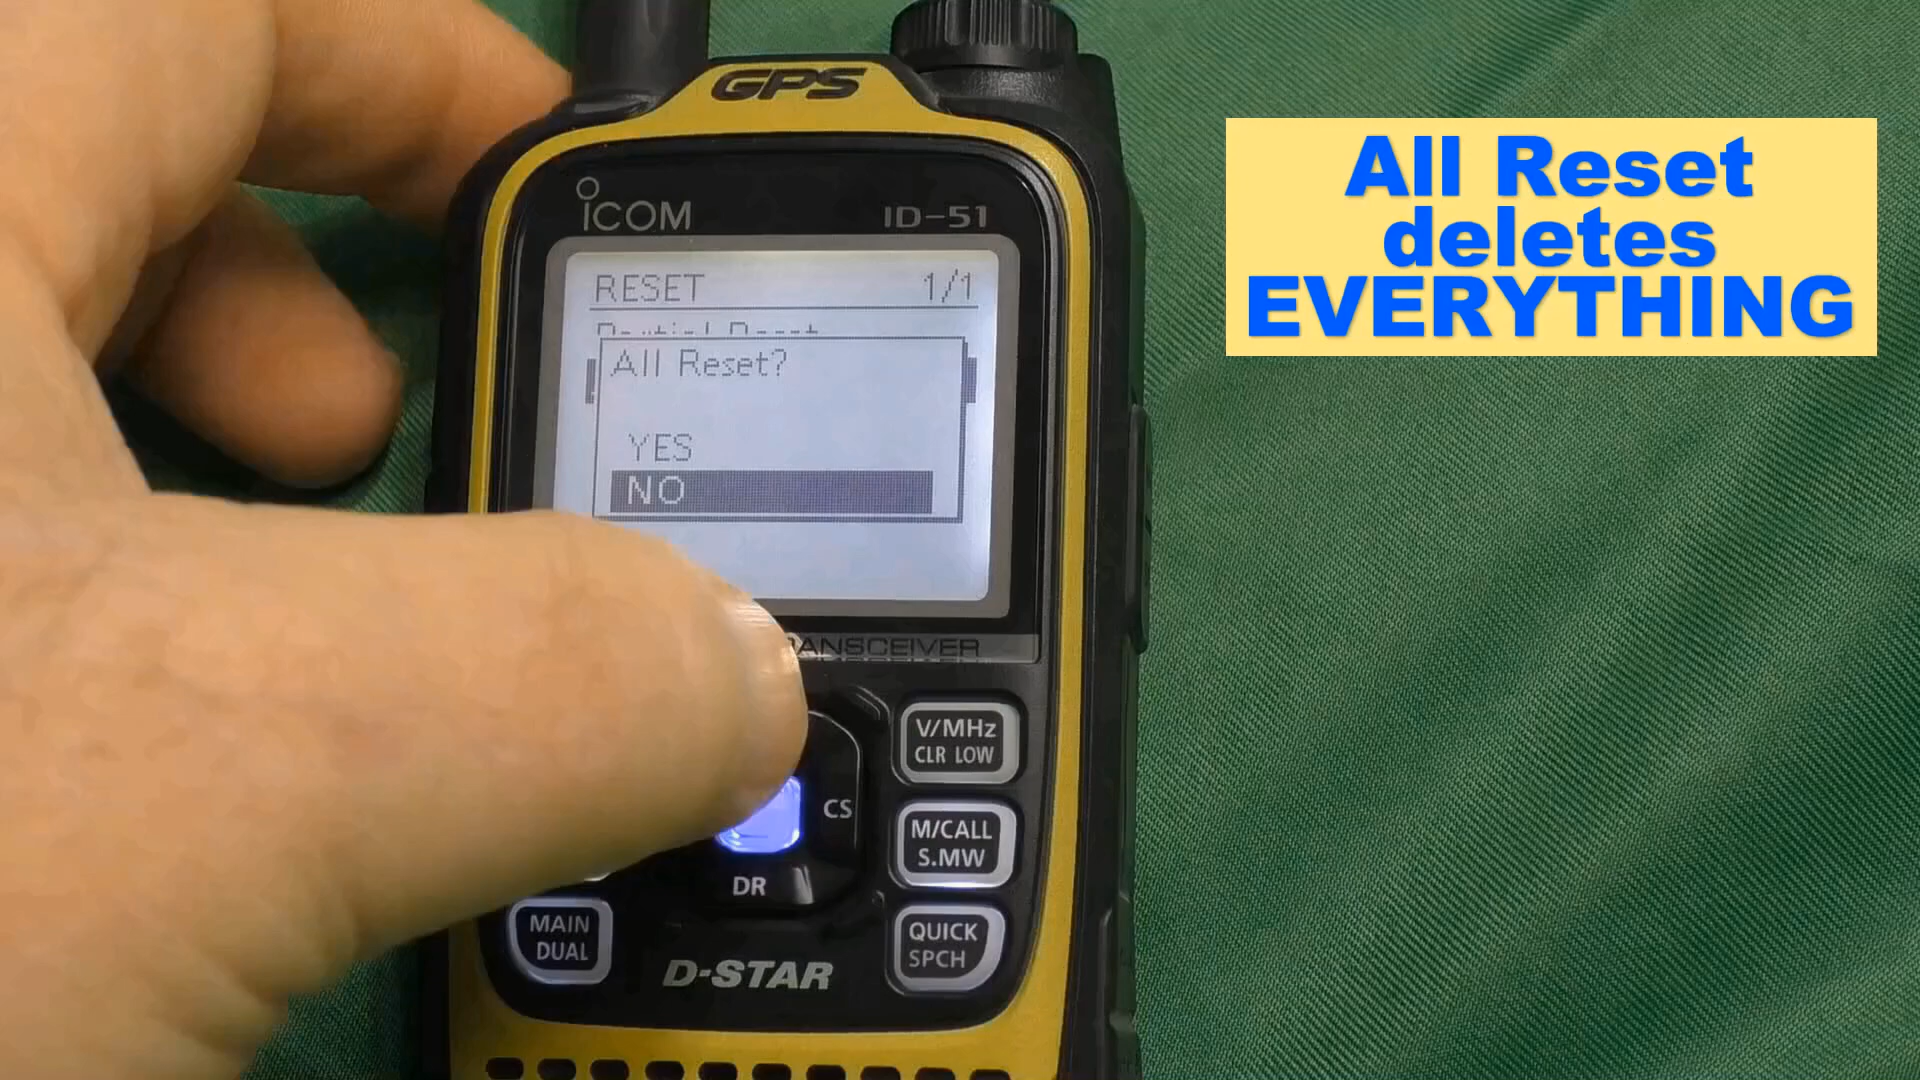 GPS
ICOM ID-51
RESET 1/1
All Reset?
YES
NO
V/MHz
CLR LOW
CS
M/CALL
S.MW
DR
MAIN
DUAL
QUICK
SPCH
D-STAR
All Reset
deletes
EVERYTHING